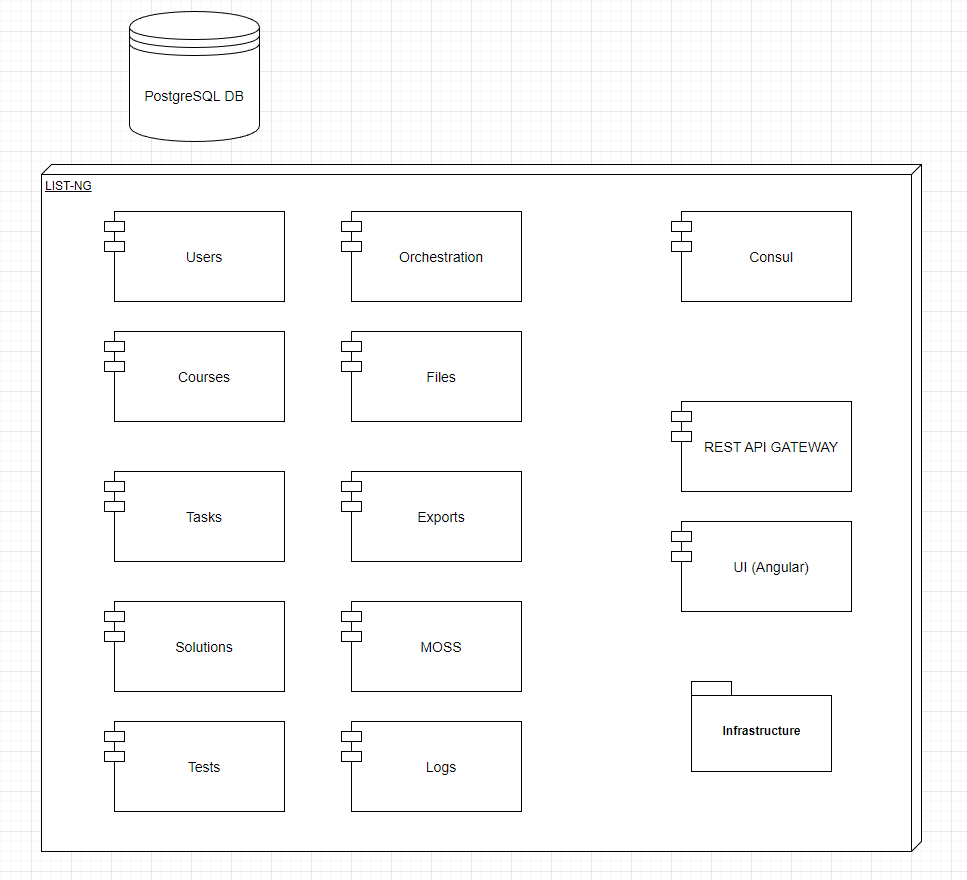 PostgreSQL DB
LIST-NG
Users
Orchestration
Consul
Courses
Files
REST API GATEWAY
Tasks
Exports
UI (Angular)
Solutions
MOSS
Infrastructure
Tests
Logs